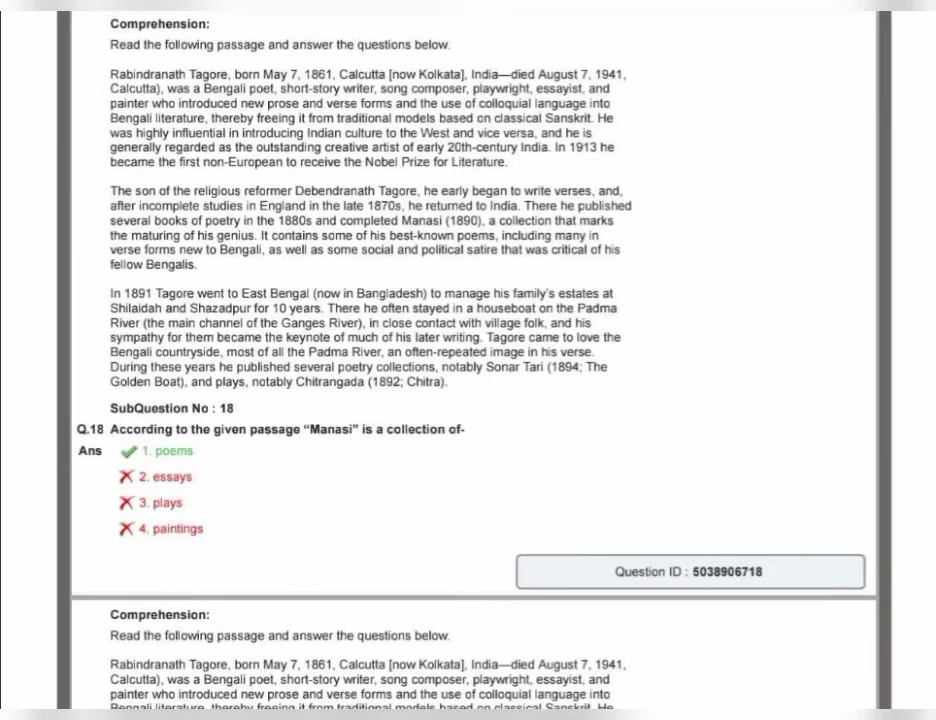 Comprehension:
Read the following passage and answer the questions below.
Rabindranath Tagore, born May 7, 1861, Calcutta [now Kolkata], India—died August 7, 1941,
Calcutta), was a Bengali poet, short-story writer, song composer, playwright, essayist, and
painter who introduced new prose and verse forms and the use of colloquial language into
Bengali literature, thereby freeing it from traditional models based on classical Sanskrit. He
was highly influential in introducing Indian culture to the West and vice versa, and he is
generally regarded as the outstanding creative artist of early 20th-century India. In 1913 he
became the first non-European to receive the Nobel Prize for Literature.
The son of the religious reformer Debendranath Tagore, he early began to write verses, and,
after incomplete studies in England in the late 1870s, he returned to India. There he published
several books of poetry in the 1880s and completed Manasi (1890), a collection that marks
the maturing of his genius. It contains some of his best-known poems, including many in
verse forms new to Bengali, as well as some social and political satire that was critical of his
fellow Bengalis.
In 1891 Tagore went to East Bengal (now in Bangladesh) to manage his family's estates at
Shilaidah and Shazadpur for 10 years. There he often stayed in a houseboat on the Padma
River (the main channel of the Ganges River), in close contact with village folk, and his
sympathy for them became the keynote of much of his later writing. Tagore came to love the
Bengali countryside, most of all the Padma River, an often-repeated image in his verse.
During these years he published several poetry collections, notably Sonar Tari (1894; The
Golden Boat), and plays, notably Chitrangada (1892; Chitra).
SubQuestion No : 18
Q.18 According to the given passage “Manasi” is a collection of-
Ans 1. poems
2. essays
3. plays
4. paintings
Question ID : 5038906718
Comprehension:
Read the following passage and answer the questions below.
Rabindranath Tagore, born May 7, 1861, Calcutta [now Kolkata], India—died August 7, 1941,
Calcutta), was a Bengali poet, short-story writer, song composer, playwright, essayist, and
painter who introduced new prose and verse forms and the use of colloquial language into
Bengali literature, thereby freeing it from traditional models based on classical Sanskrit. He